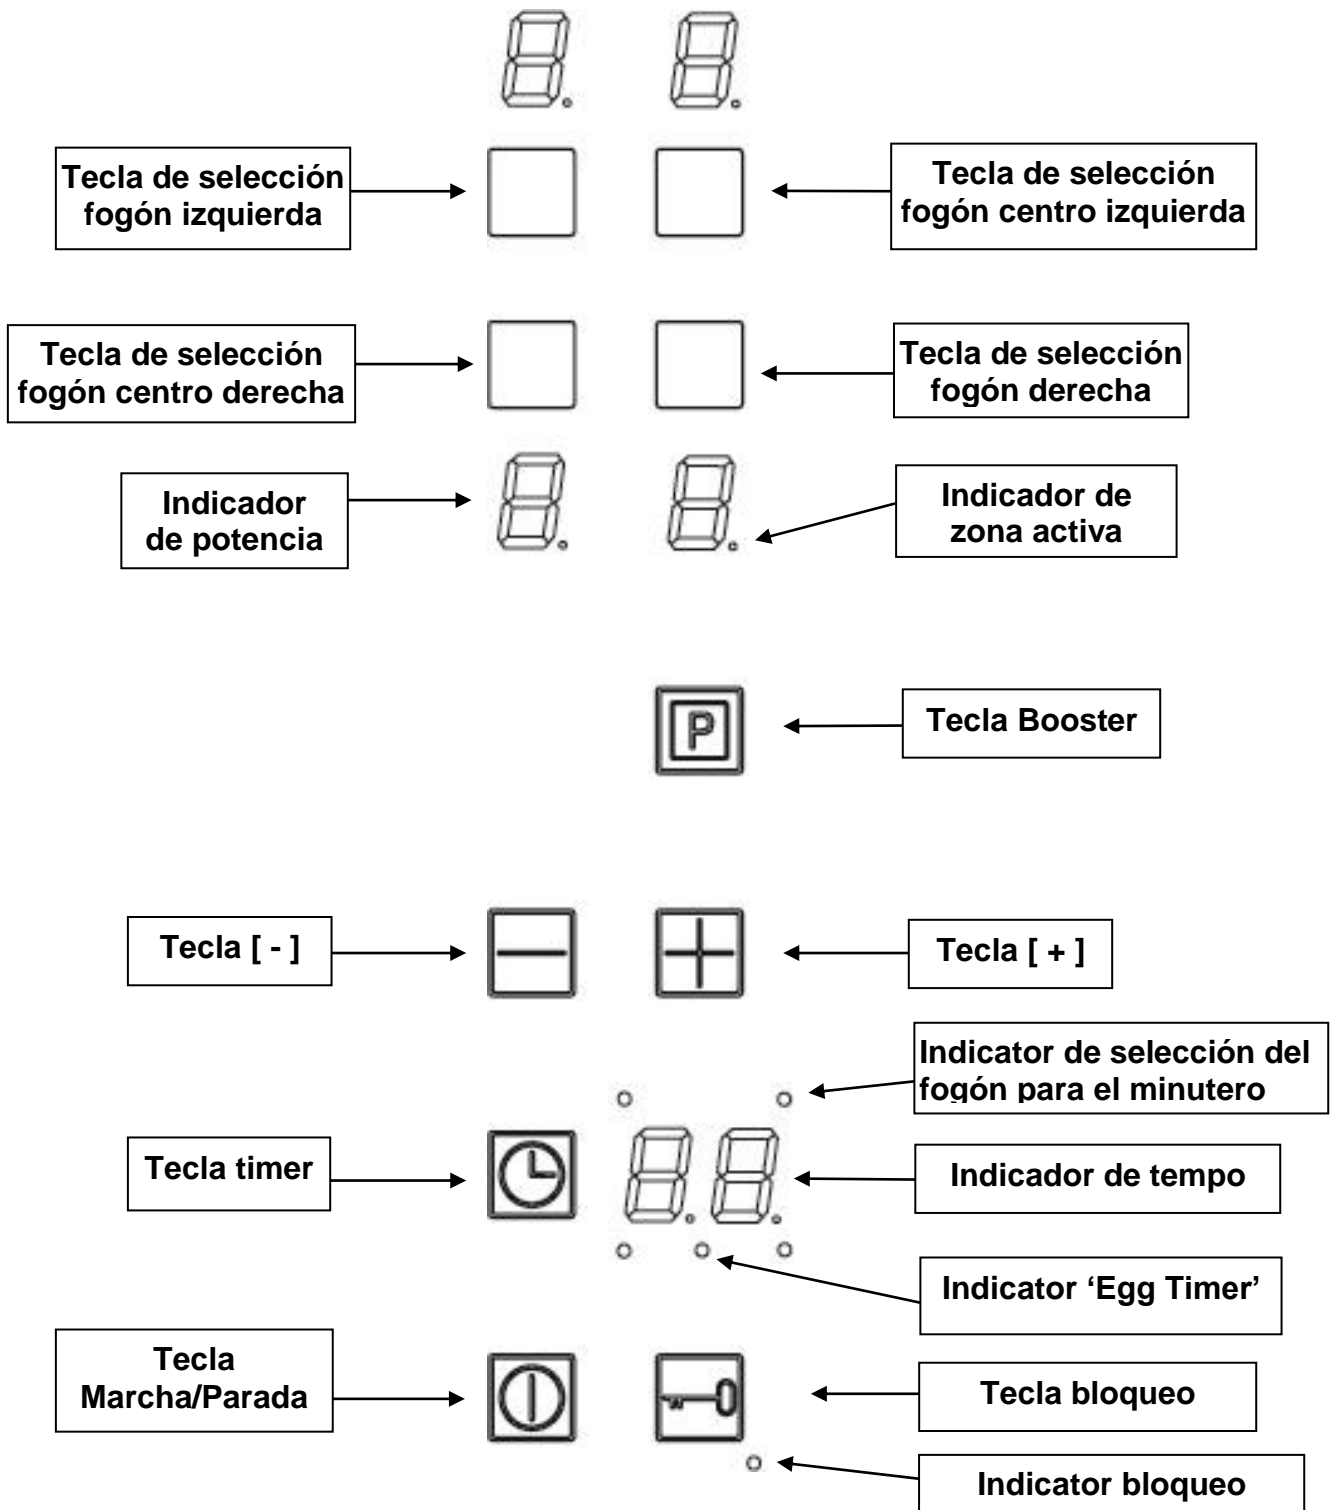 Tecla de selección
fogón izquierda
Tecla de selección
fogón centro izquierda
Tecla de selección
fogón centro derecha
Tecla de selección
fogón derecha
Indicador
de potencia
Indicador de
zona activa
P
Tecla Booster
Tecla [ - ]
Tecla [ + ]
Indicator de selección del
fogón para el minutero
Tecla timer
Indicador de tempo
Indicator ‘Egg Timer’
Tecla
Marcha/Parada
Tecla bloqueo
Indicator bloqueo